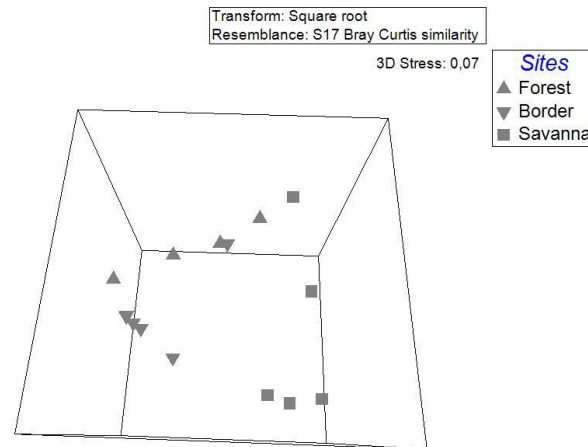 Transform: Square root
Resemblance: S17 Bray Curtis similarity
3D Stress: 0,07
Sites
Forest
Border
Savanna